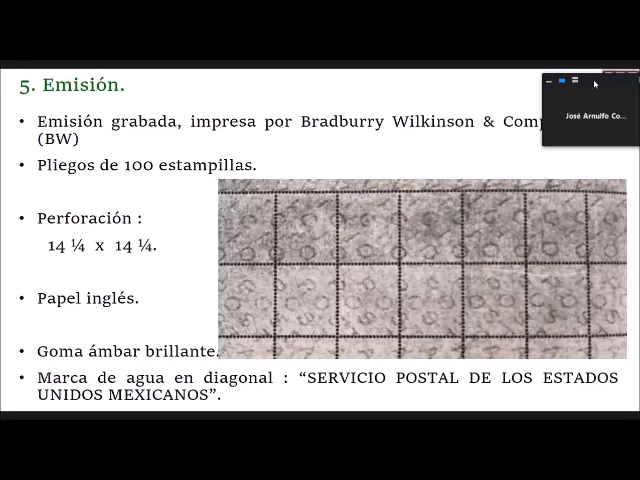 5. Emisión.
• Emisión grabada, impresa por Bradburry Wilkinson &
(BW)
José Arnulfo Co...
• Pliegos de 100 estampillas.
• Perforación :
14 ¼ x 14 ¼.
• Papel inglés.
• Goma ámbar brillante.
• Marca de agua en diagonal : “SERVICIO POSTAL DE LOS ESTADOS
UNIDOS MEXICANOS”.